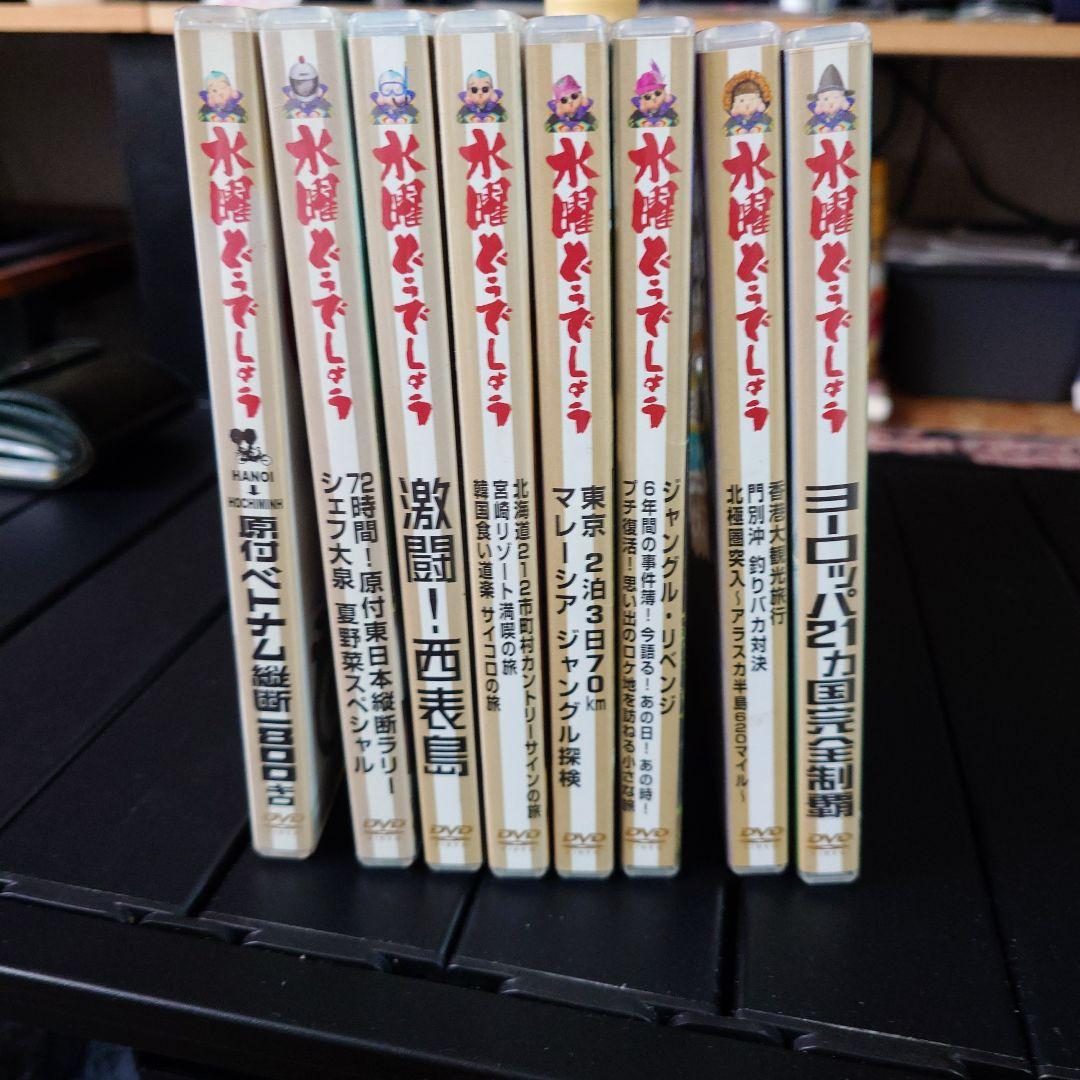 水曜どうでしょう
HANOI
HOCHIMINH
原付ベトナム縦断1800キロ
DVD
水曜どうでしょう
72時間！原付東日本縦断ラリー
シェフ大泉 夏野菜スペシャル
DVD
水曜どうでしょう
激闘！西表島
DVD
水曜どうでしょう
北海道212市町村カントリーサインの旅
宮崎リゾート満喫の旅
韓国食い道楽 サイコロの旅
DVD
水曜どうでしょう
東京 2泊3日70km
マレーシア ジャングル探検
DVD
水曜どうでしょう
ジャングル・リベンジ
6年間の事件簿！今語る！あの日！あの時！
プチ復活！思い出のロケ地を訪ねる小さな旅
DVD
水曜どうでしょう
香港大観光旅行
門別沖 釣りバカ対決
北極圏突入～アラスカ半島620マイル～
DVD
水曜どうでしょう
ヨーロッパ21カ国完全制覇
DVD